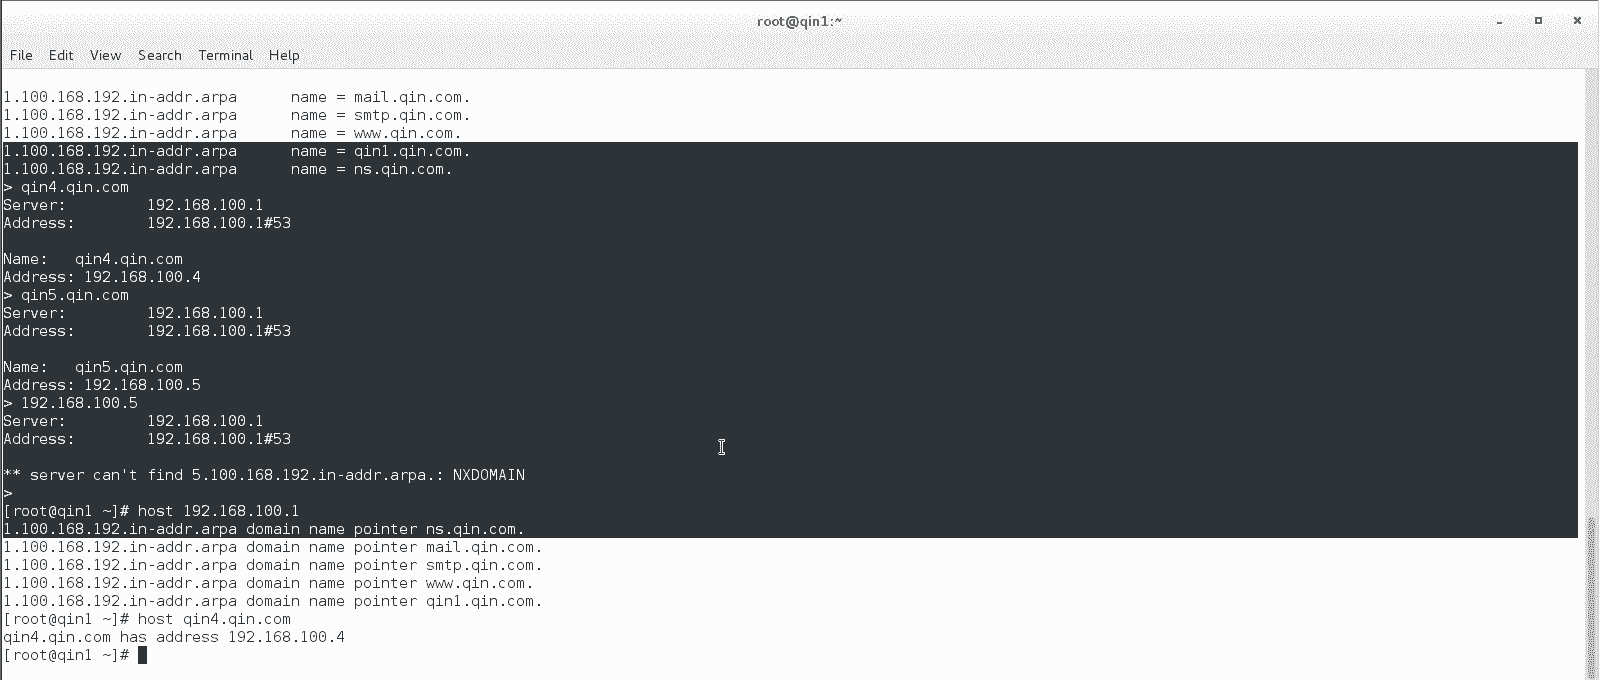 root@qin1:~
File Edit View Search Terminal Help
1.100.168.192.in-addr.arpa      name = mail.qin.com.
1.100.168.192.in-addr.arpa      name = smtp.qin.com.
1.100.168.192.in-addr.arpa      name = www.qin.com.
1.100.168.192.in-addr.arpa      name = qin1.qin.com.
1.100.168.192.in-addr.arpa      name = ns.qin.com.
> qin4.qin.com
Server:         192.168.100.1
Address:        192.168.100.1#53
Name:   qin4.qin.com
Address: 192.168.100.4
> qin5.qin.com
Server:         192.168.100.1
Address:        192.168.100.1#53
Name:   qin5.qin.com
Address: 192.168.100.5
> 192.168.100.5
Server:         192.168.100.1
Address:        192.168.100.1#53
** server can't find 5.100.168.192.in-addr.arpa.: NXDOMAIN
>
[root@qin1 ~]# host 192.168.100.1
1.100.168.192.in-addr.arpa domain name pointer ns.qin.com.
1.100.168.192.in-addr.arpa domain name pointer mail.qin.com.
1.100.168.192.in-addr.arpa domain name pointer smtp.qin.com.
1.100.168.192.in-addr.arpa domain name pointer www.qin.com.
1.100.168.192.in-addr.arpa domain name pointer qin1.qin.com.
[root@qin1 ~]# host qin4.qin.com
qin4.qin.com has address 192.168.100.4
[root@qin1 ~]#